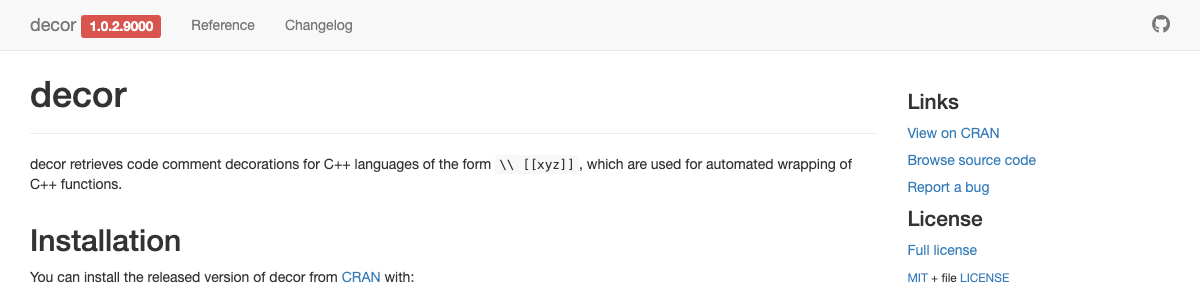 decor 1.0.2.9000 Reference Changelog
decor
decor retrieves code comment decorations for C++ languages of the form \\ [[xyz]], which are used for automated wrapping of
C++ functions.
Installation
You can install the released version of decor from CRAN with:
Links
View on CRAN
Browse source code
Report a bug
License
Full license
MIT + file LICENSE